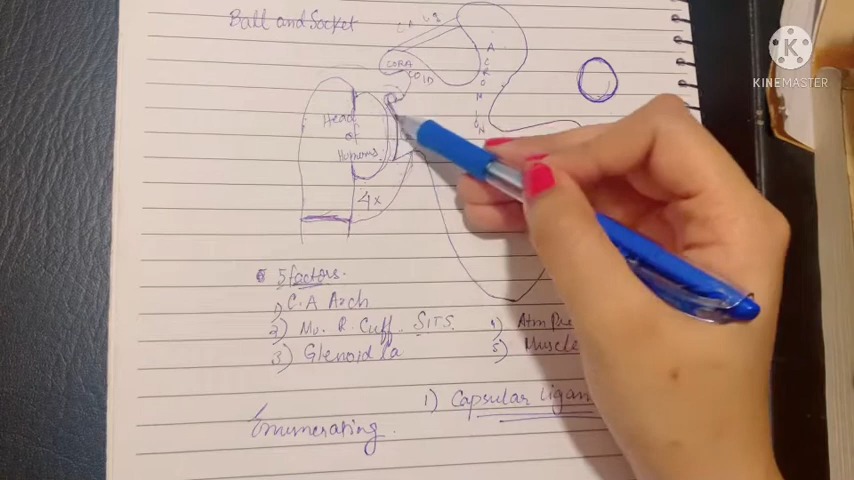 Ball and Socket
CORA
COID
ACROMION
Head
of
Humerus
4x
5 factors.
1) C.A Arch
2) Mu. R. Cuff. SITS.
3) Glenoid la
4) Atm Pre
5) Muscle
1) Capsular Ligam
Enumerating.
KINEMASTER